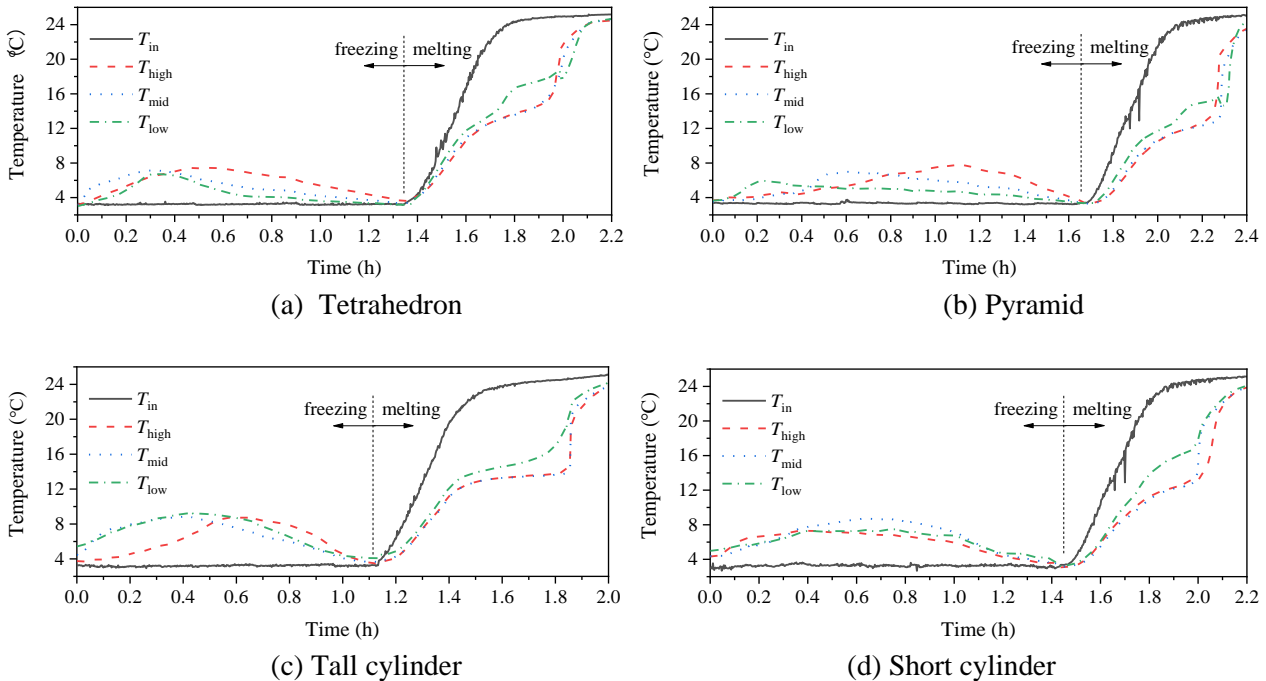 24
20
16
12
8
4
Temperature (°C)
T_in
T_high
T_mid
T_low
freezing
melting
0.0 0.2 0.4 0.6 0.8 1.0 1.2 1.4 1.6 1.8 2.0 2.2
Time (h)
(a) Tetrahedron
24
20
16
12
8
4
Temperature (°C)
T_in
T_high
T_mid
T_low
freezing
melting
0.0 0.2 0.4 0.6 0.8 1.0 1.2 1.4 1.6 1.8 2.0 2.2 2.4
Time (h)
(b) Pyramid
24
20
16
12
8
4
Temperature (°C)
T_in
T_high
T_mid
T_low
freezing
melting
0.0 0.2 0.4 0.6 0.8 1.0 1.2 1.4 1.6 1.8 2.0
Time (h)
(c) Tall cylinder
24
20
16
12
8
4
Temperature (°C)
T_in
T_high
T_mid
T_low
freezing
melting
0.0 0.2 0.4 0.6 0.8 1.0 1.2 1.4 1.6 1.8 2.0 2.2
Time (h)
(d) Short cylinder